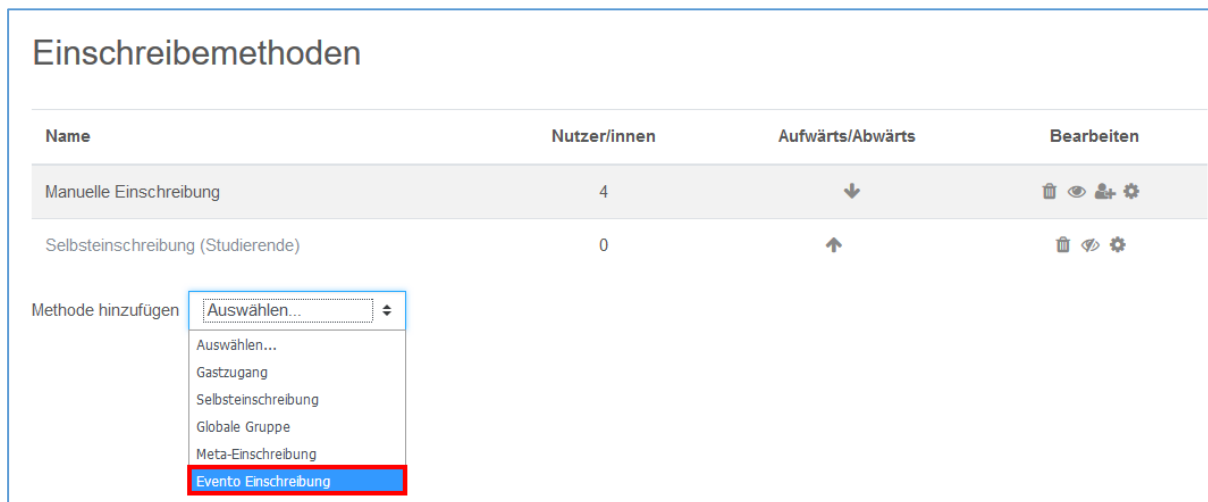 Einschreibemethoden
Name Nutzer/innen Aufwärts/Abwärts Bearbeiten
Manuelle Einschreibung 4
Selbsteinschreibung (Studierende) 0
Methode hinzufügen Auswählen...
Auswählen...
Gastzugang
Selbsteinschreibung
Globale Gruppe
Meta-Einschreibung
Evento Einschreibung